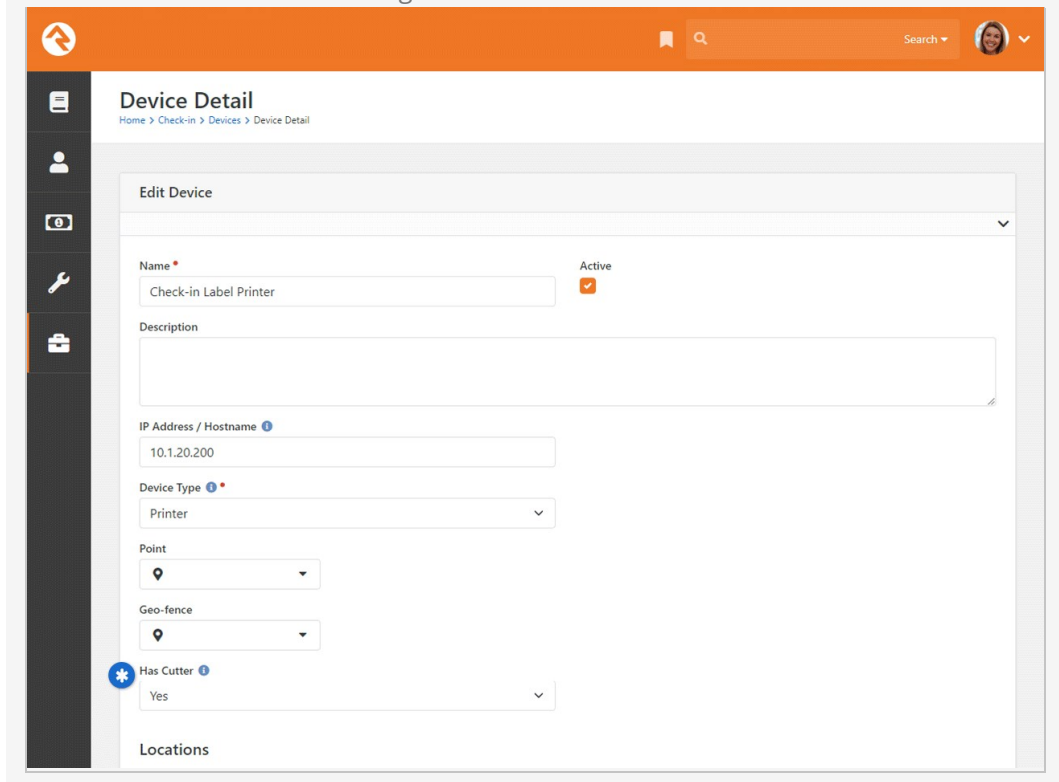 Search
Device Detail
Home > Check-in > Devices > Device Detail
Edit Device
Name
Active
Check-in Label Printer
Description
IP Address / Hostname
10.1.20.200
Device Type
Printer
Point
Geo-fence
Has Cutter
Yes
Locations